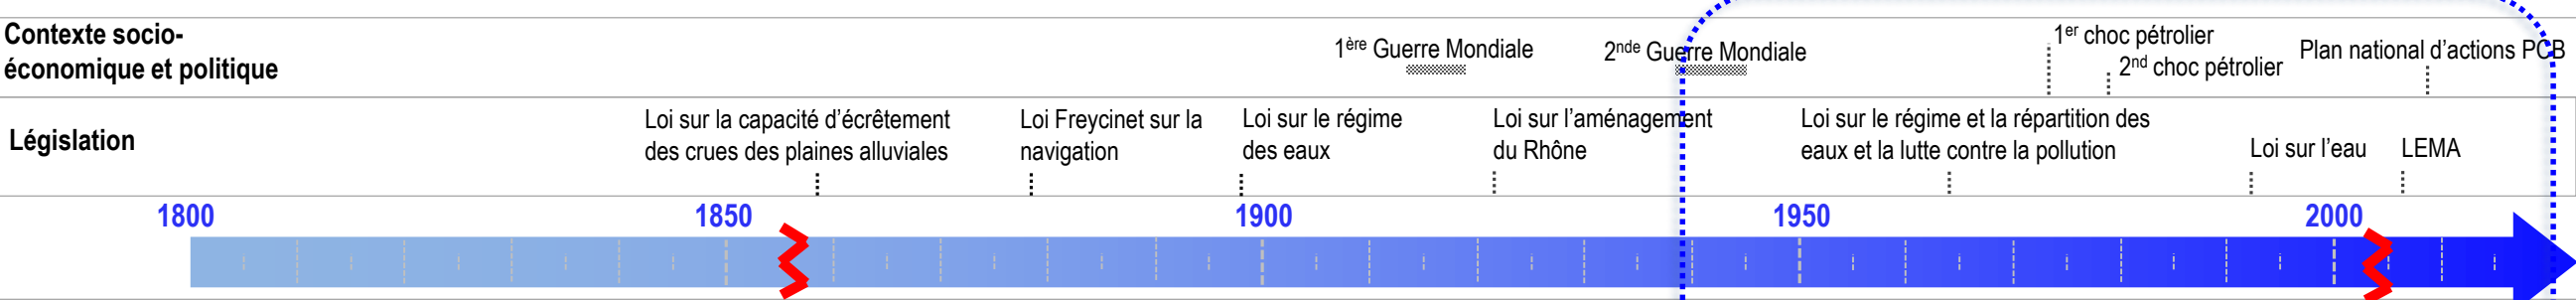 Contexte socio-
économique et politique
1ère Guerre Mondiale
2nde Guerre Mondiale
1er choc pétrolier
2nd choc pétrolier
Plan national d’actions PCB
Législation
Loi sur la capacité d’écrêtement
des crues des plaines alluviales
Loi Freycinet sur la
navigation
Loi sur le régime
des eaux
Loi sur l’aménagement
du Rhône
Loi sur le régime et la répartition des
eaux et la lutte contre la pollution
Loi sur l’eau
LEMA
1800
1850
1900
1950
2000